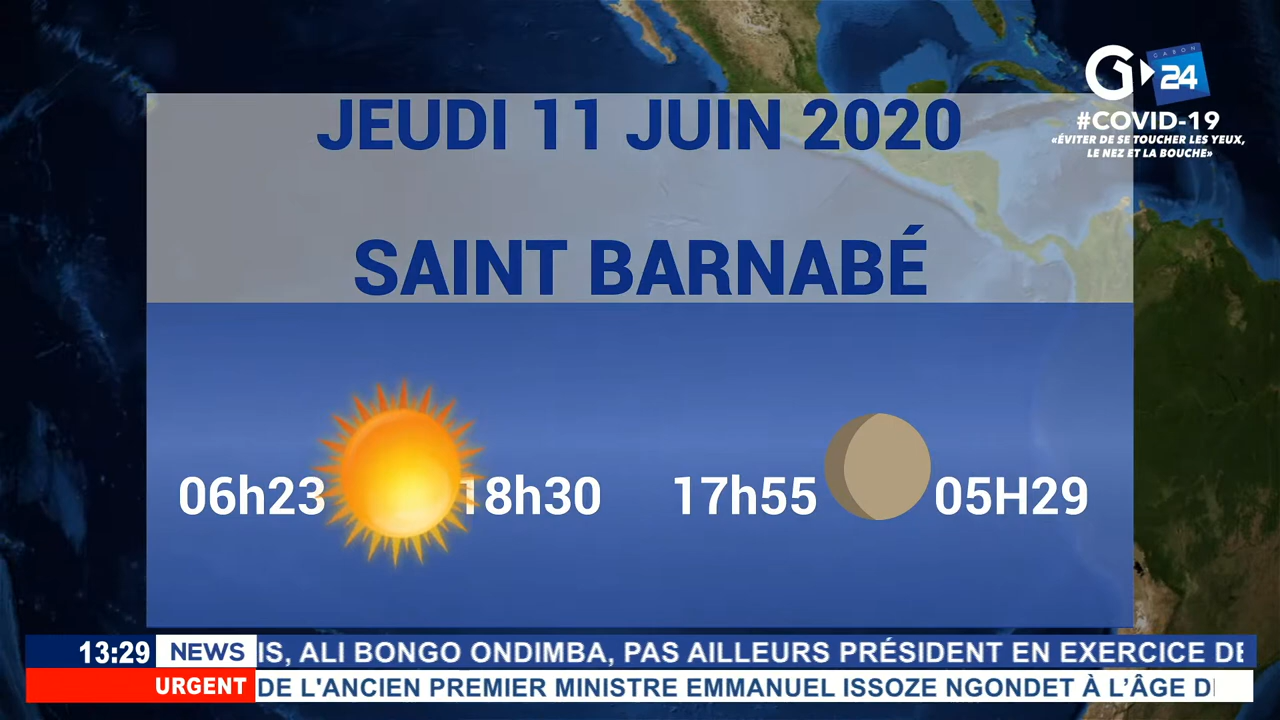 JEUDI 11 JUIN 2020
G
GABON
24
#COVID-19
«ÉVITER DE SE TOUCHER LES YEUX,
LE NEZ ET LA BOUCHE»
SAINT BARNABÉ
06h23 18h30 17h55 05H29
13:29 NEWS IS, ALI BONGO ONDIMBA, PAS AILLEURS PRÉSIDENT EN EXERCICE DE
URGENT DE L'ANCIEN PREMIER MINISTRE EMMANUEL ISSOZE NGONDET À L’ÂGE D